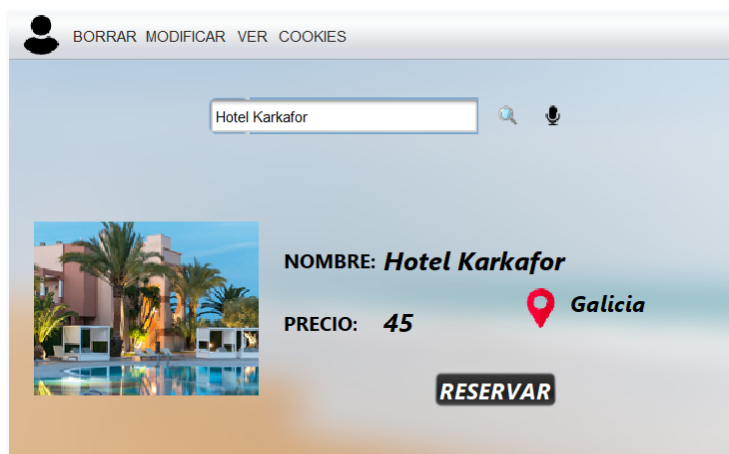 BORRAR MODIFICAR VER COOKIES
Hotel Karkafor
NOMBRE: Hotel Karkafor
Galicia
PRECIO: 45
RESERVAR